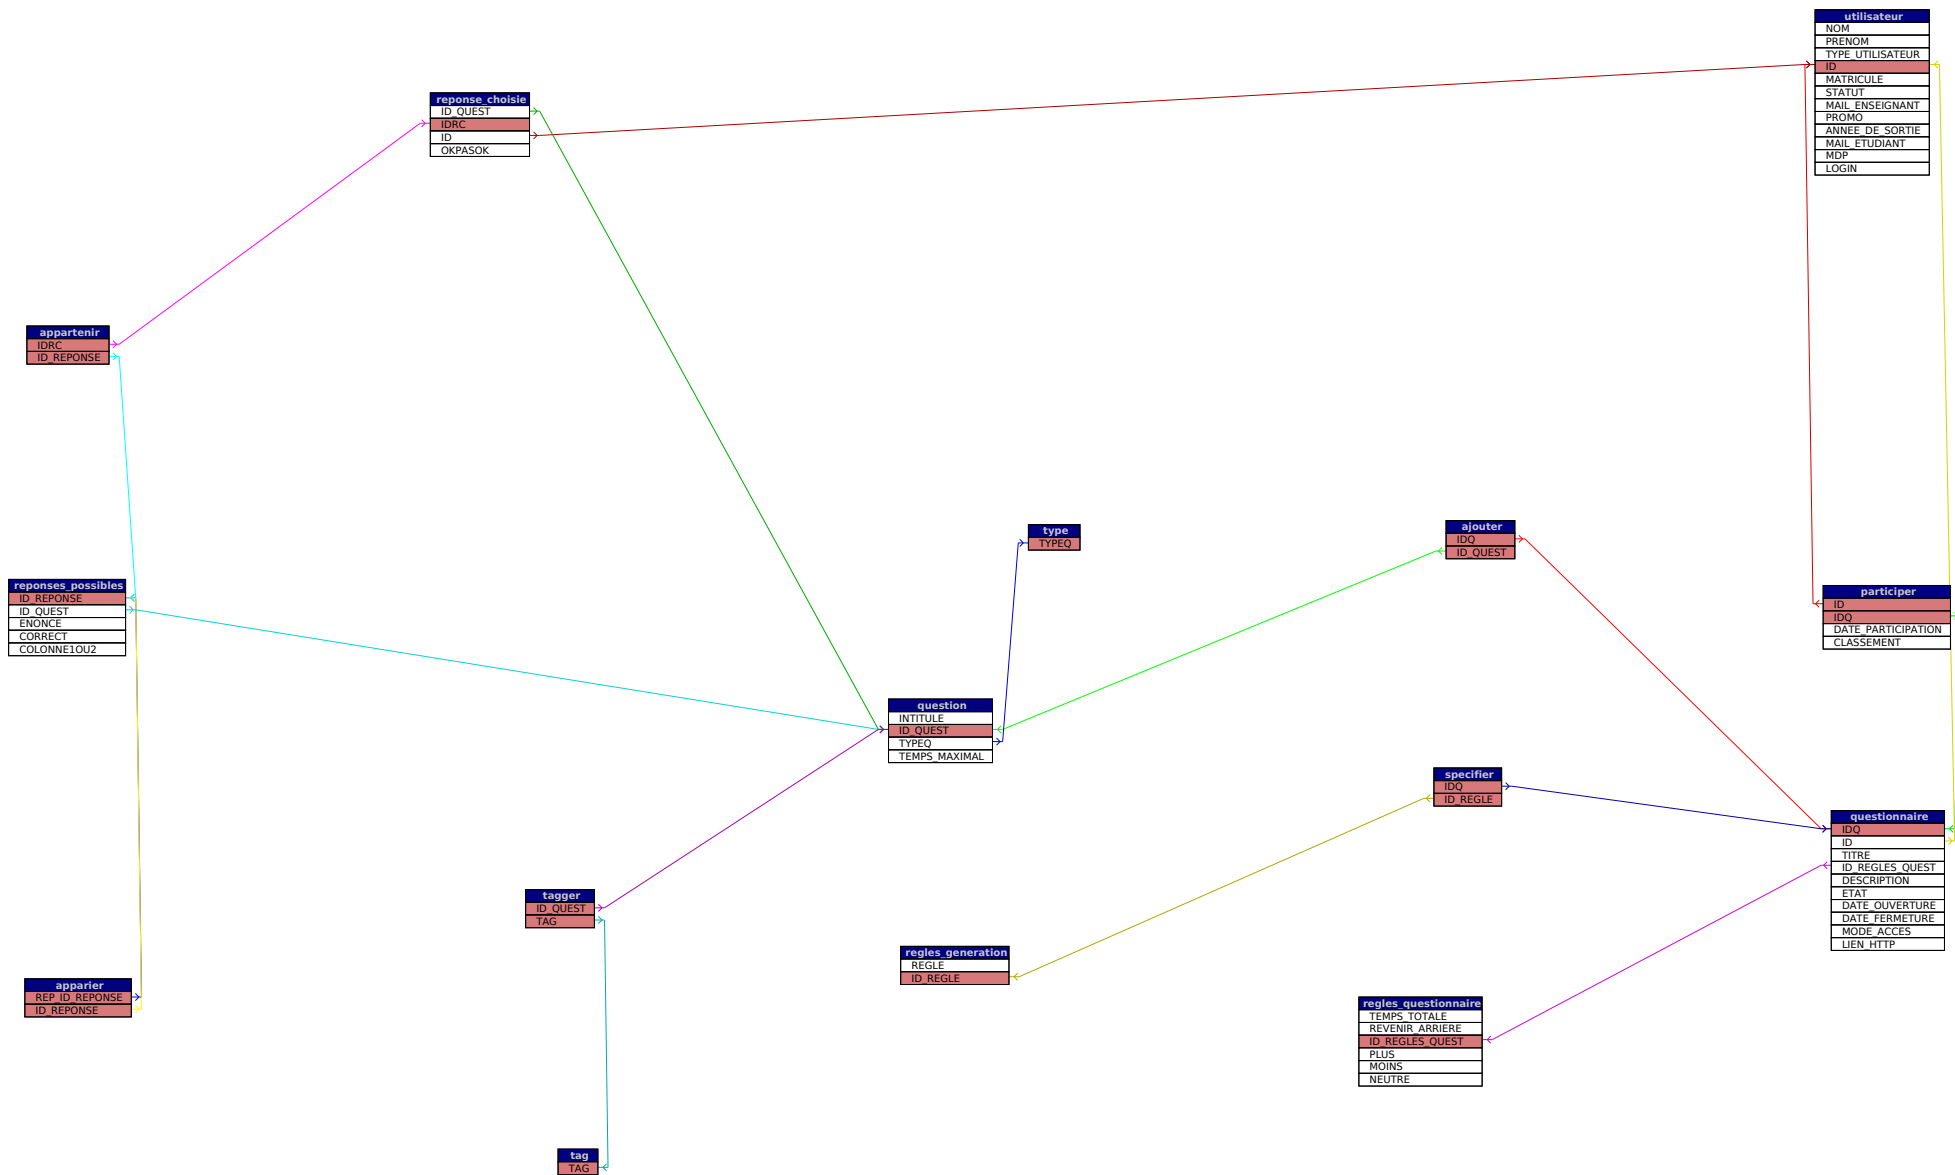 utilisateur
NOM
PRENOM
TYPE_UTILISATEUR
ID
MATRICULE
STATUT
MAIL_ENSEIGNANT
PROMO
ANNEE_DE_SORTIE
MAIL_ETUDIANT
MDP
LOGIN
reponse_choisie
ID_QUEST
IDRC
ID
OKPASOK
appartenir
IDRC
ID_REPONSE
type
TYPEQ
ajouter
IDQ
ID_QUEST
reponses_possibles
ID_REPONSE
ID_QUEST
ENONCE
CORRECT
COLONNE1OU2
participer
ID
IDQ
DATE_PARTICIPATION
CLASSEMENT
question
INTITULE
ID_QUEST
TYPEQ
TEMPS_MAXIMAL
specifier
IDQ
ID_REGLE
questionnaire
IDQ
ID
TITRE
ID_REGLES_QUEST
DESCRIPTION
ETAT
DATE_OUVERTURE
DATE_FERMETURE
MODE_ACCES
LIEN_HTTP
tagger
ID_QUEST
TAG
regles_generation
REGLE
ID_REGLE
apparier
REP_ID_REPONSE
ID_REPONSE
regles_questionnaire
TEMPS_TOTALE
REVENIR_ARRIERE
ID_REGLES_QUEST
PLUS
MOINS
NEUTRE
tag
TAG